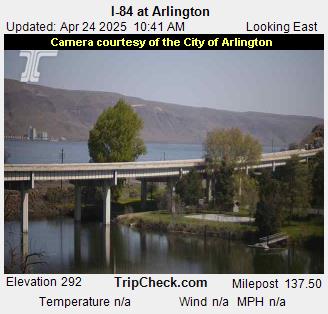 I-84 at Arlington
Updated: Apr 24 2025 10:41 AM Looking East
Camera courtesy of the City of Arlington
Elevation 292 TripCheck.com Milepost 137.50
Temperature n/a Wind n/a MPH n/a